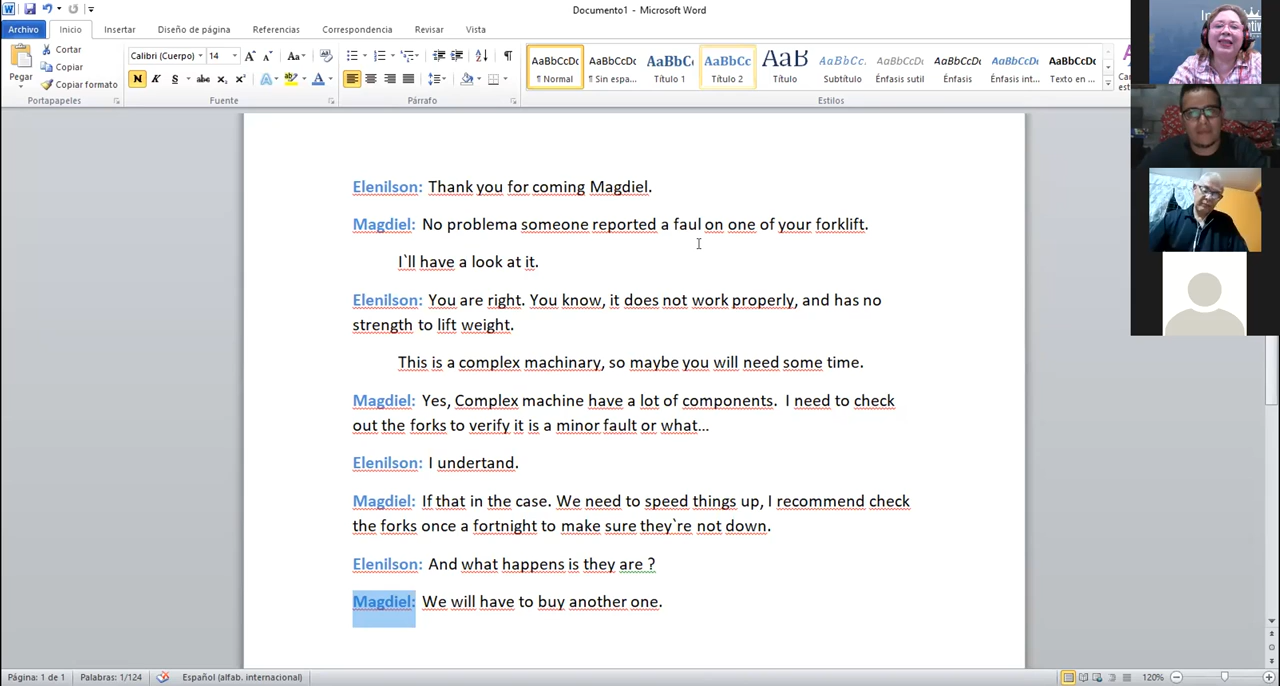 Documento1 - Microsoft Word
Archivo Inicio Insertar Diseño de página Referencias Correspondencia Revisar Vista
Pegar
Cortar
Copiar
Copiar formato
Portapapeles
Calibri (Cuerpo) 14
Fuente
Párrafo
AaBbCcDc AaBbCcDc AaBbC AaBbCc AaB AaBbCc. AaBbCcDc AaBbCcDc AaBbCcDc AaBbCcDc
¶ Normal ¶ Sin espa... Título 1 Título 2 Título Subtítulo Énfasis sutil Énfasis Énfasis int... Texto en ...
Estilos
Elenilson: Thank you for coming Magdiel.
Magdiel: No problema someone reported a faul on one of your forklift.
I`ll have a look at it.
Elenilson: You are right. You know, it does not work properly, and has no
strength to lift weight.
This is a complex machinary, so maybe you will need some time.
Magdiel: Yes, Complex machine have a lot of components. I need to check
out the forks to verify it is a minor fault or what...
Elenilson: I undertand.
Magdiel: If that in the case. We need to speed things up, I recommend check
the forks once a fortnight to make sure they`re not down.
Elenilson: And what happens is they are ?
Magdiel: We will have to buy another one.
Página: 1 de 1 Palabras: 1/124 Español (alfab. internacional) 120%